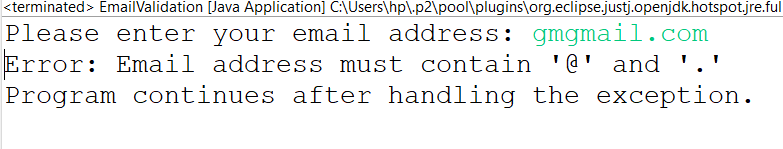 <terminated> EmailValidation [Java Application] C:\Users\hp\.p2\pool\plugins\org.eclipse.justj.openjdk.hotspot.jre.ful
Please enter your email address: gmgmail.com
Error: Email address must contain '@' and '.'
Program continues after handling the exception.